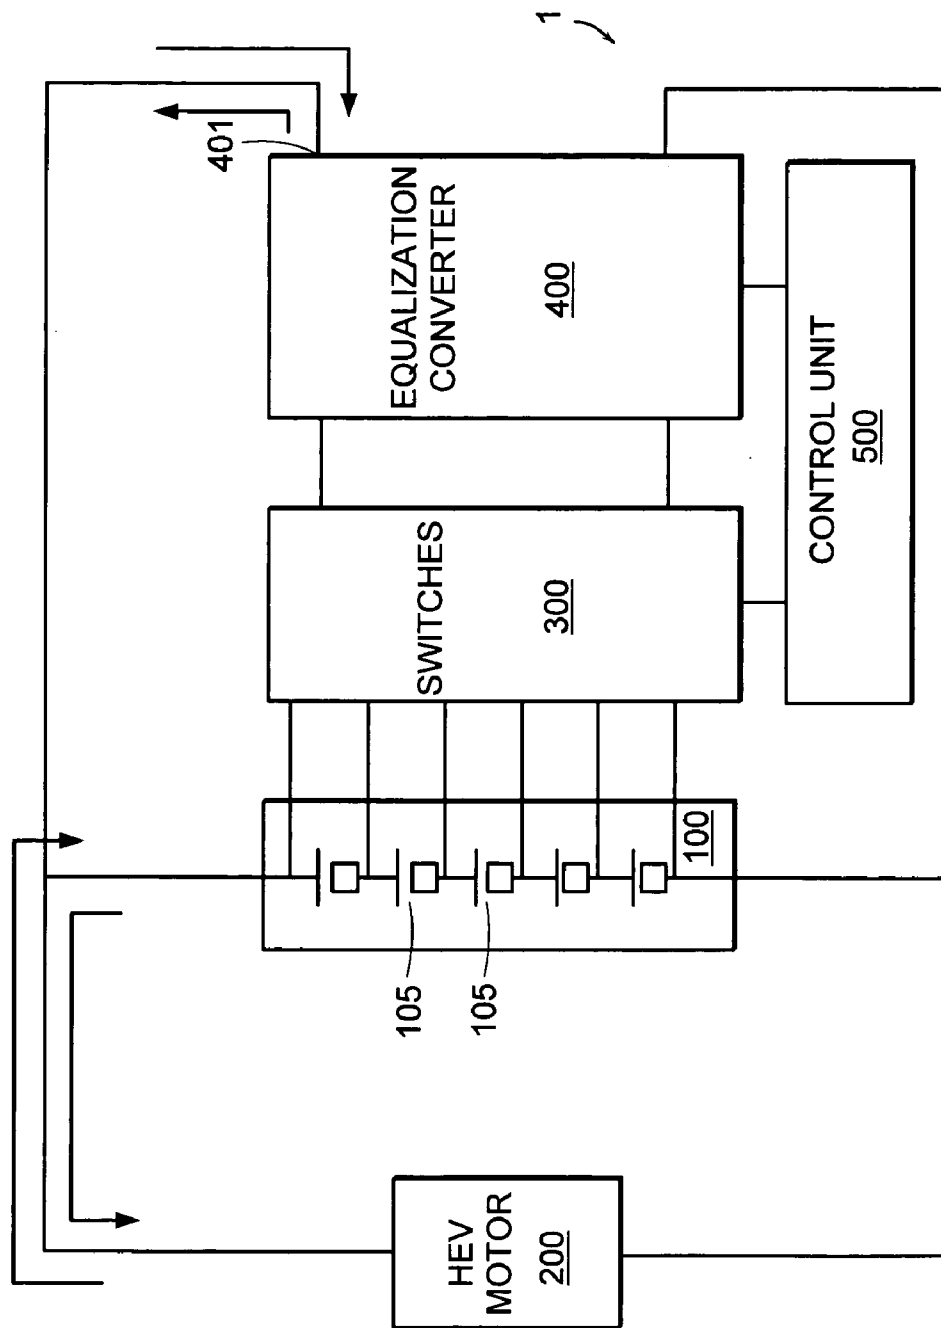 1
401
EQUALIZATION
CONVERTER
400
SWITCHES
300
CONTROL UNIT
500
100
105
105
HEV
MOTOR
200